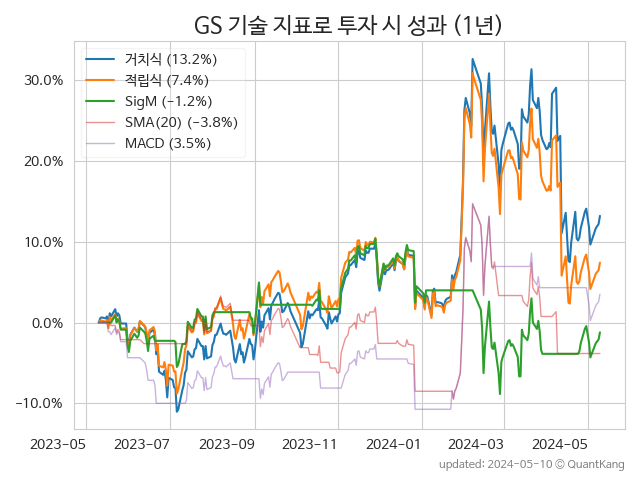 GS 기술 지표로 투자 시 성과 (1년)
거치식 (13.2%)
적립식 (7.4%)
SigM (−1.2%)
SMA(20) (−3.8%)
MACD (3.5%)
30.0%
20.0%
10.0%
0.0%
−10.0%
2023-05 2023-07 2023-09 2023-11 2024-01 2024-03 2024-05
updated: 2024-05-10 © QuantKang